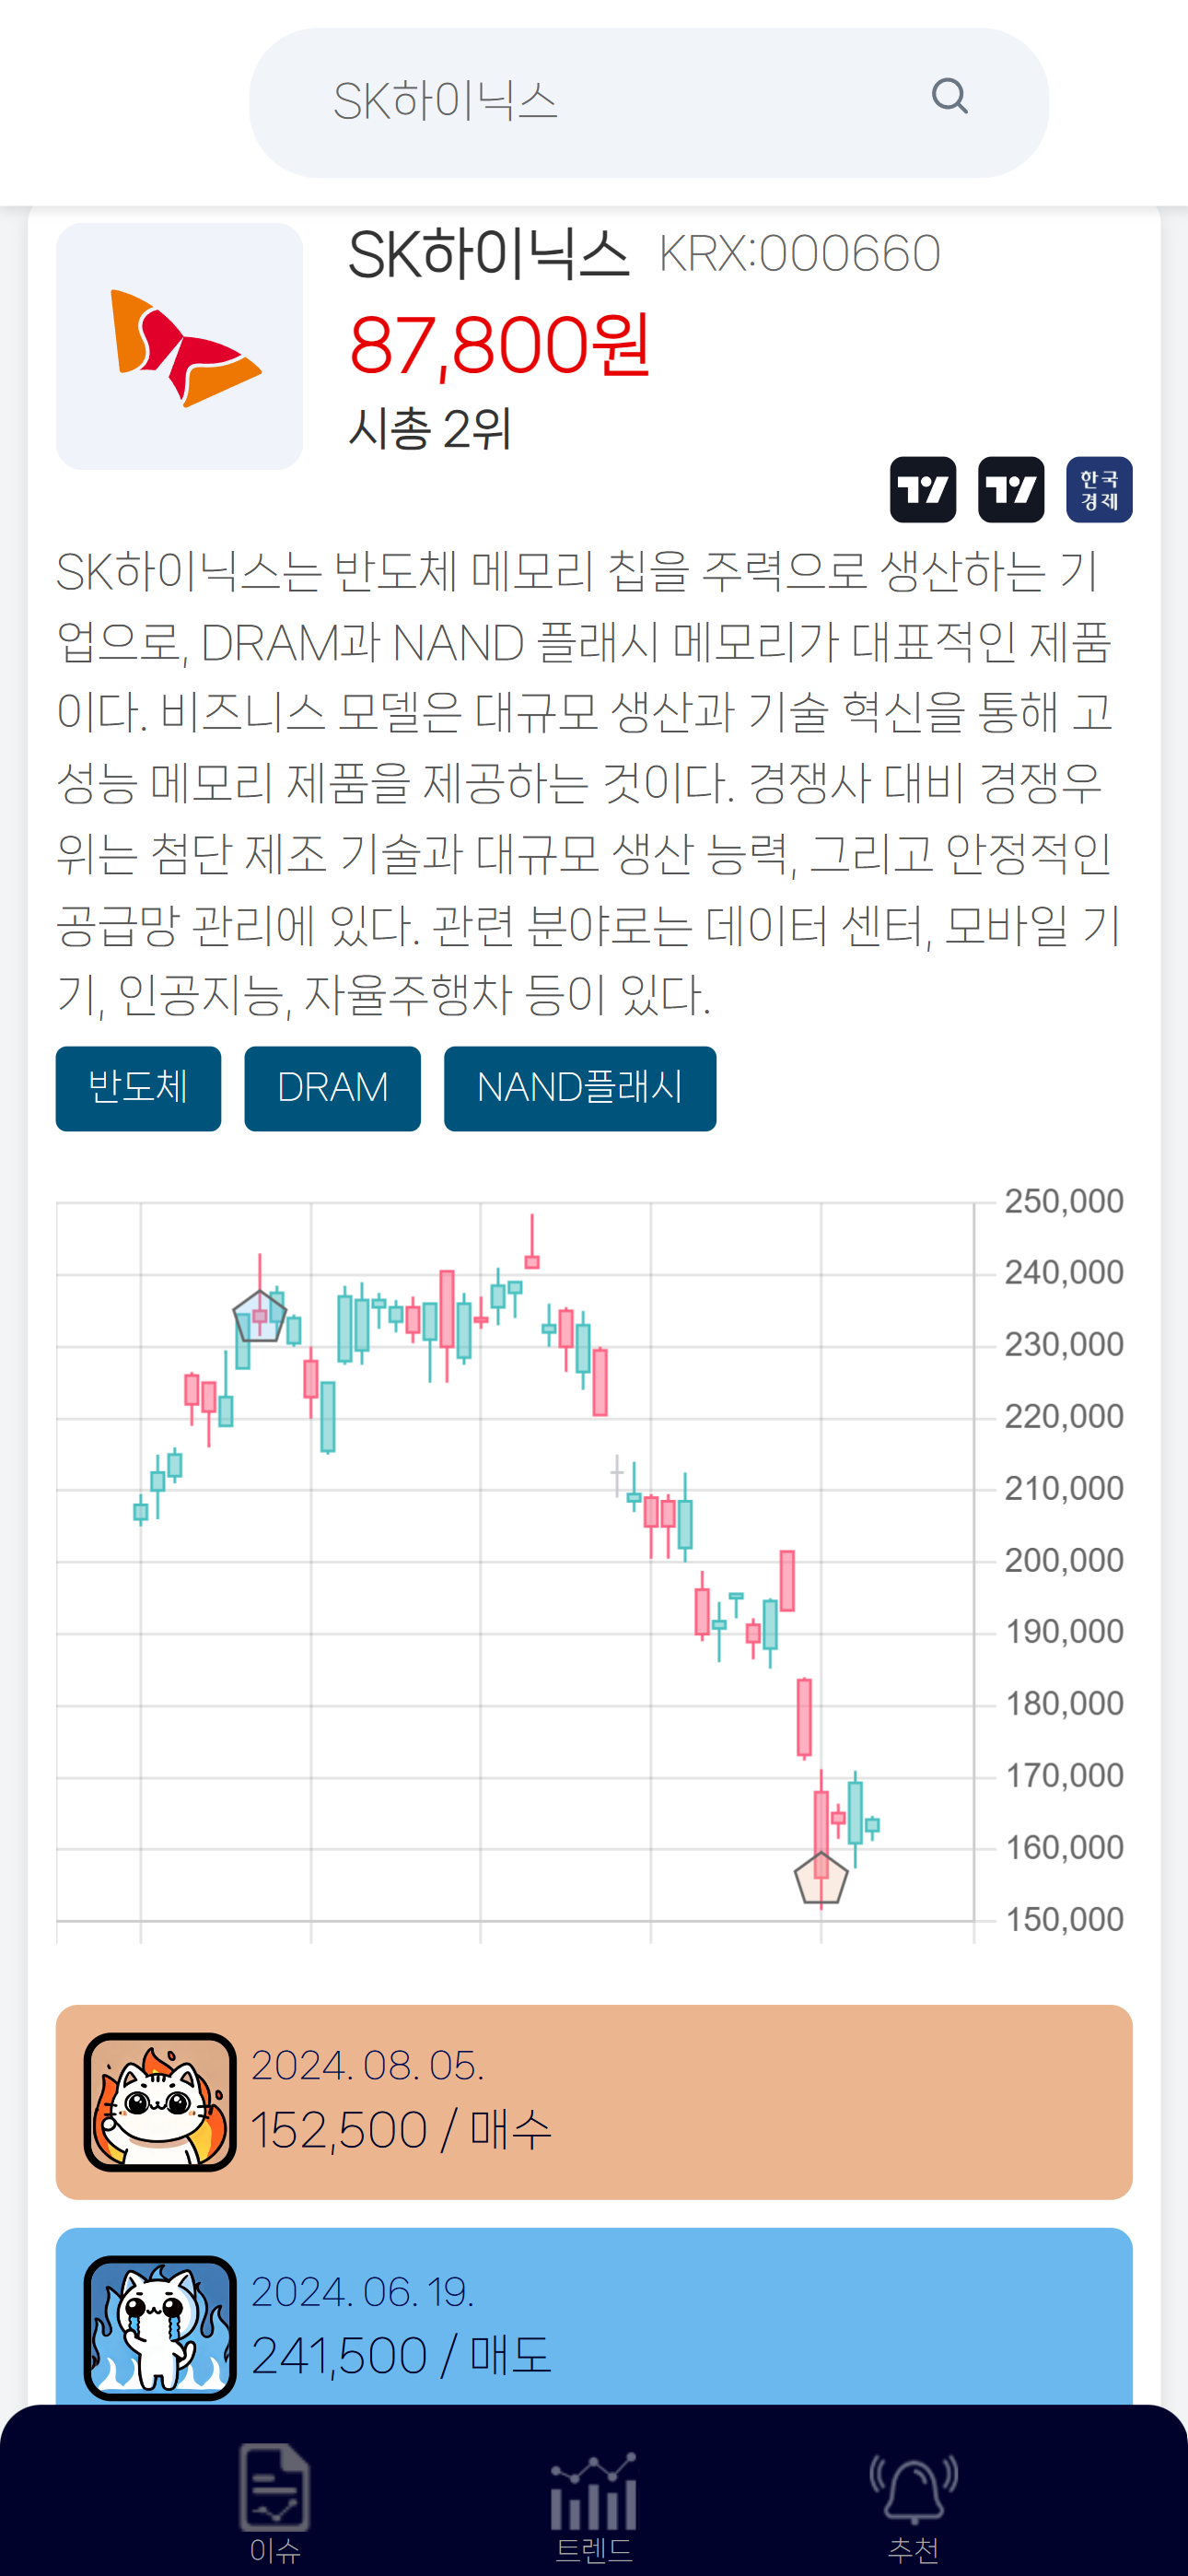 SK하이닉스
SK하이닉스 KRX:000660
87,800원
시총 2위
한국
경제
SK하이닉스는 반도체 메모리 칩을 주력으로 생산하는 기
업으로, DRAM과 NAND 플래시 메모리가 대표적인 제품
이다. 비즈니스 모델은 대규모 생산과 기술 혁신을 통해 고
성능 메모리 제품을 제공하는 것이다. 경쟁사 대비 경쟁우
위는 첨단 제조 기술과 대규모 생산 능력, 그리고 안정적인
공급망 관리에 있다. 관련 분야로는 데이터 센터, 모바일 기
기, 인공지능, 자율주행차 등이 있다.
반도체 DRAM NAND플래시
250,000
240,000
230,000
220,000
210,000
200,000
190,000
180,000
170,000
160,000
150,000
2024. 08. 05.
152,500 / 매수
2024. 06. 19.
241,500 / 매도
이슈 트렌드 추천